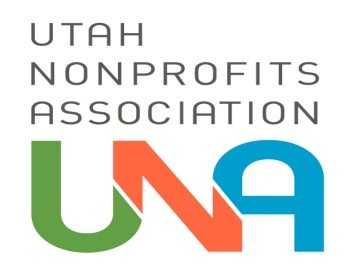 UTAH
NONPROFITS
ASSOCIATION
UNA